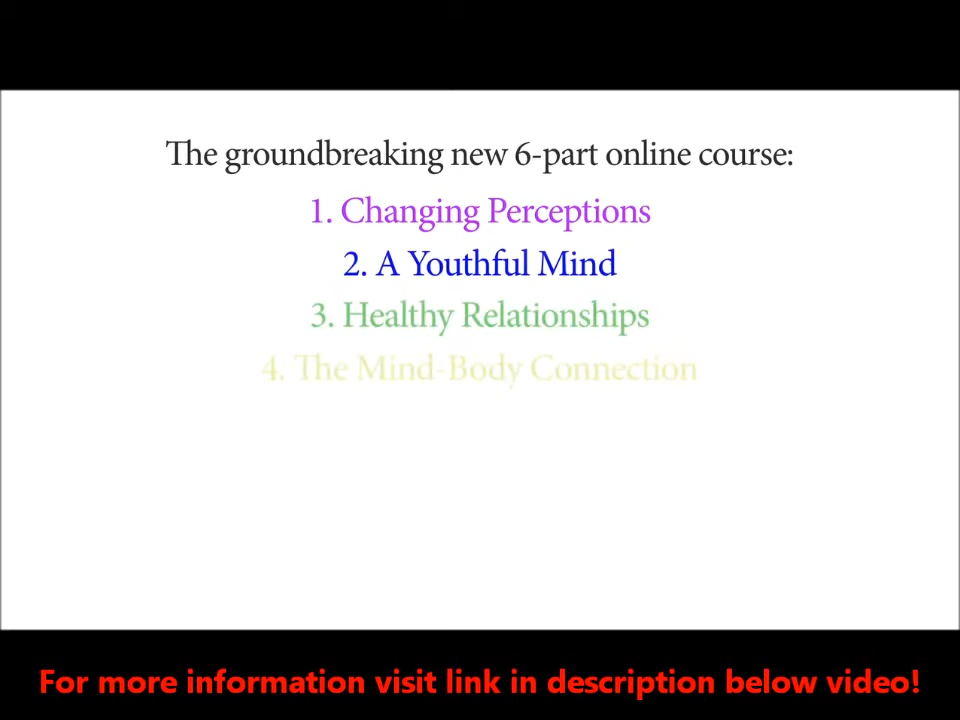 The groundbreaking new 6-part online course:
1. Changing Perceptions
2. A Youthful Mind
3. Healthy Relationships
4. The Mind-Body Connection
For more information visit link in description below video!